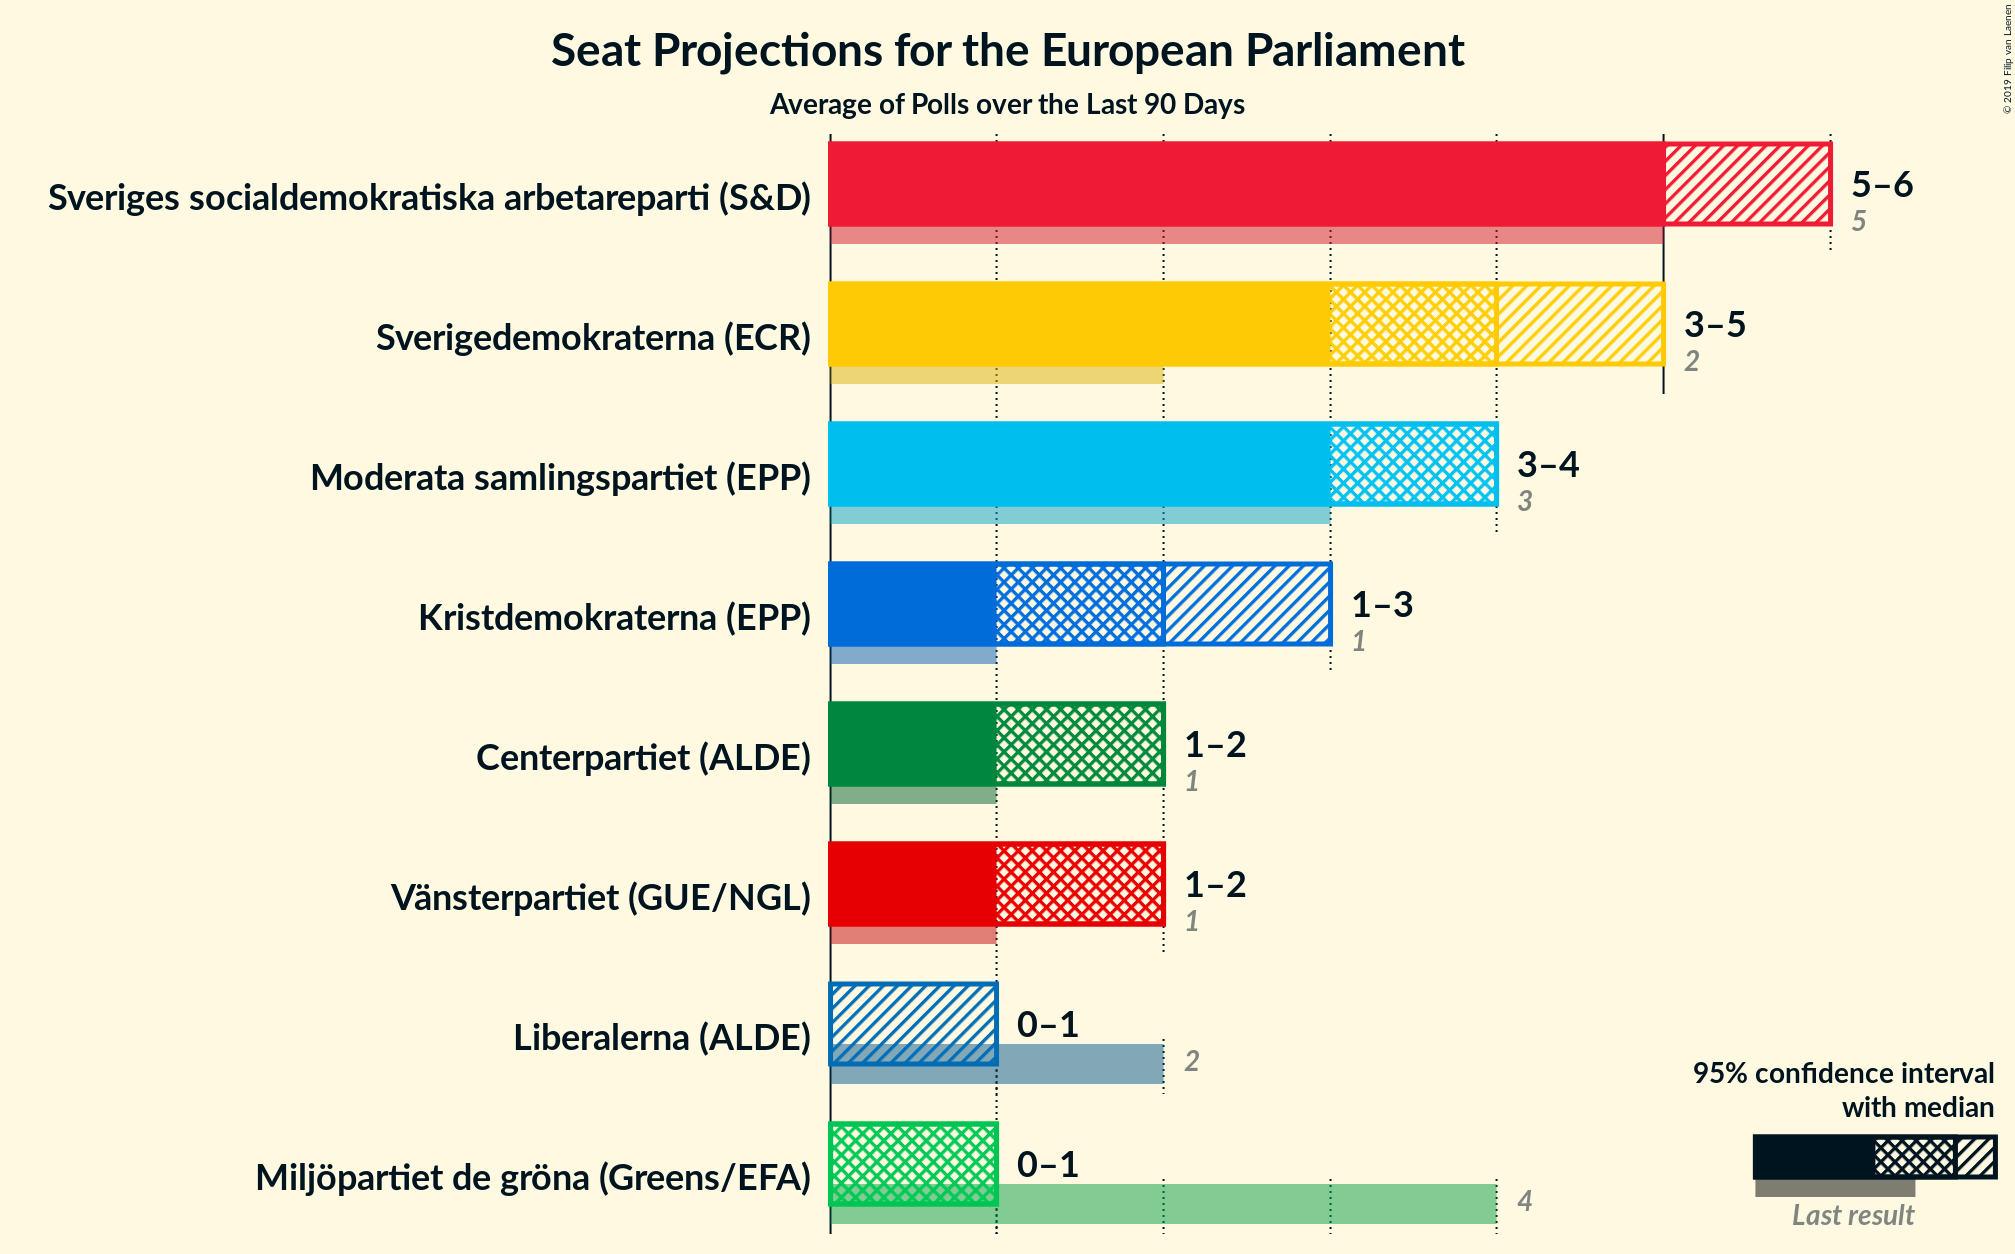 Seat Projections for the European Parliament
Average of Polls over the Last 90 Days
© 2019 Filip van Laenen
Sveriges socialdemokratiska arbetareparti (S&D)
5–6
5
Sverigedemokraterna (ECR)
3–5
2
Moderata samlingspartiet (EPP)
3–4
3
Kristdemokraterna (EPP)
1–3
1
Centerpartiet (ALDE)
1–2
1
Vänsterpartiet (GUE/NGL)
1–2
1
Liberalerna (ALDE)
0–1
2
Miljöpartiet de gröna (Greens/EFA)
0–1
4
95% confidence interval
with median
Last result